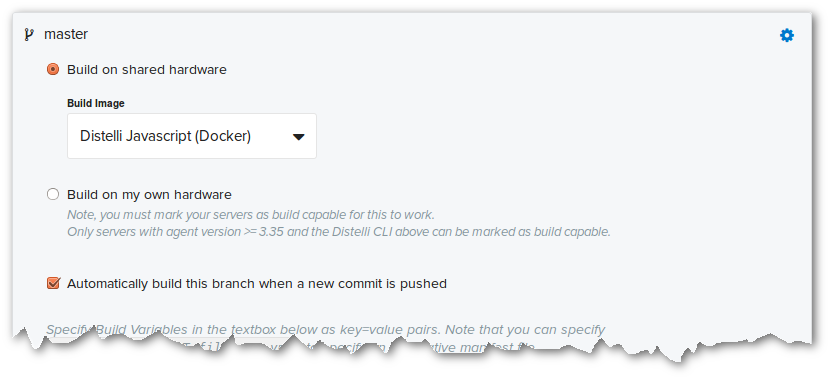 master
Build on shared hardware
Build Image
Distelli Javascript (Docker)
Build on my own hardware
Note, you must mark your servers as build capable for this to work.
Only servers with agent version >= 3.35 and the Distelli CLI above can be marked as build capable.
Automatically build this branch when a new commit is pushed
Specify Build Variables in the textbox below as key=value pairs. Note that you can specify
manifest file